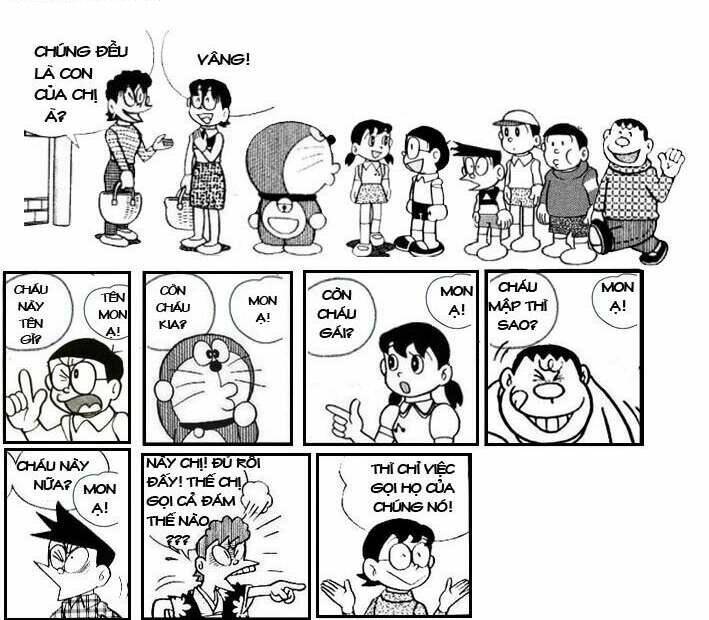 CHÚNG ĐỀU
LÀ CON
CỦA CHỊ
À?
VÂNG!
CHÁU
NÀY
TÊN
GÌ?
TÊN
MON
Ạ!
CÒN
CHÁU
KIA?
MON
Ạ!
CÒN
CHÁU
GÁI?
MON
Ạ!
CHÁU
MẬP THÌ
SAO?
MON
Ạ!
CHÁU NÀY
NỮA?
MON
Ạ!
NÀY CHỊ! ĐỦ RỒI
ĐẤY! THẾ CHỊ
GỌI CẢ ĐÁM
THẾ NÀO
???
THÌ CHỈ VIỆC
GỌI HỌ CỦA
CHÚNG NÓ!